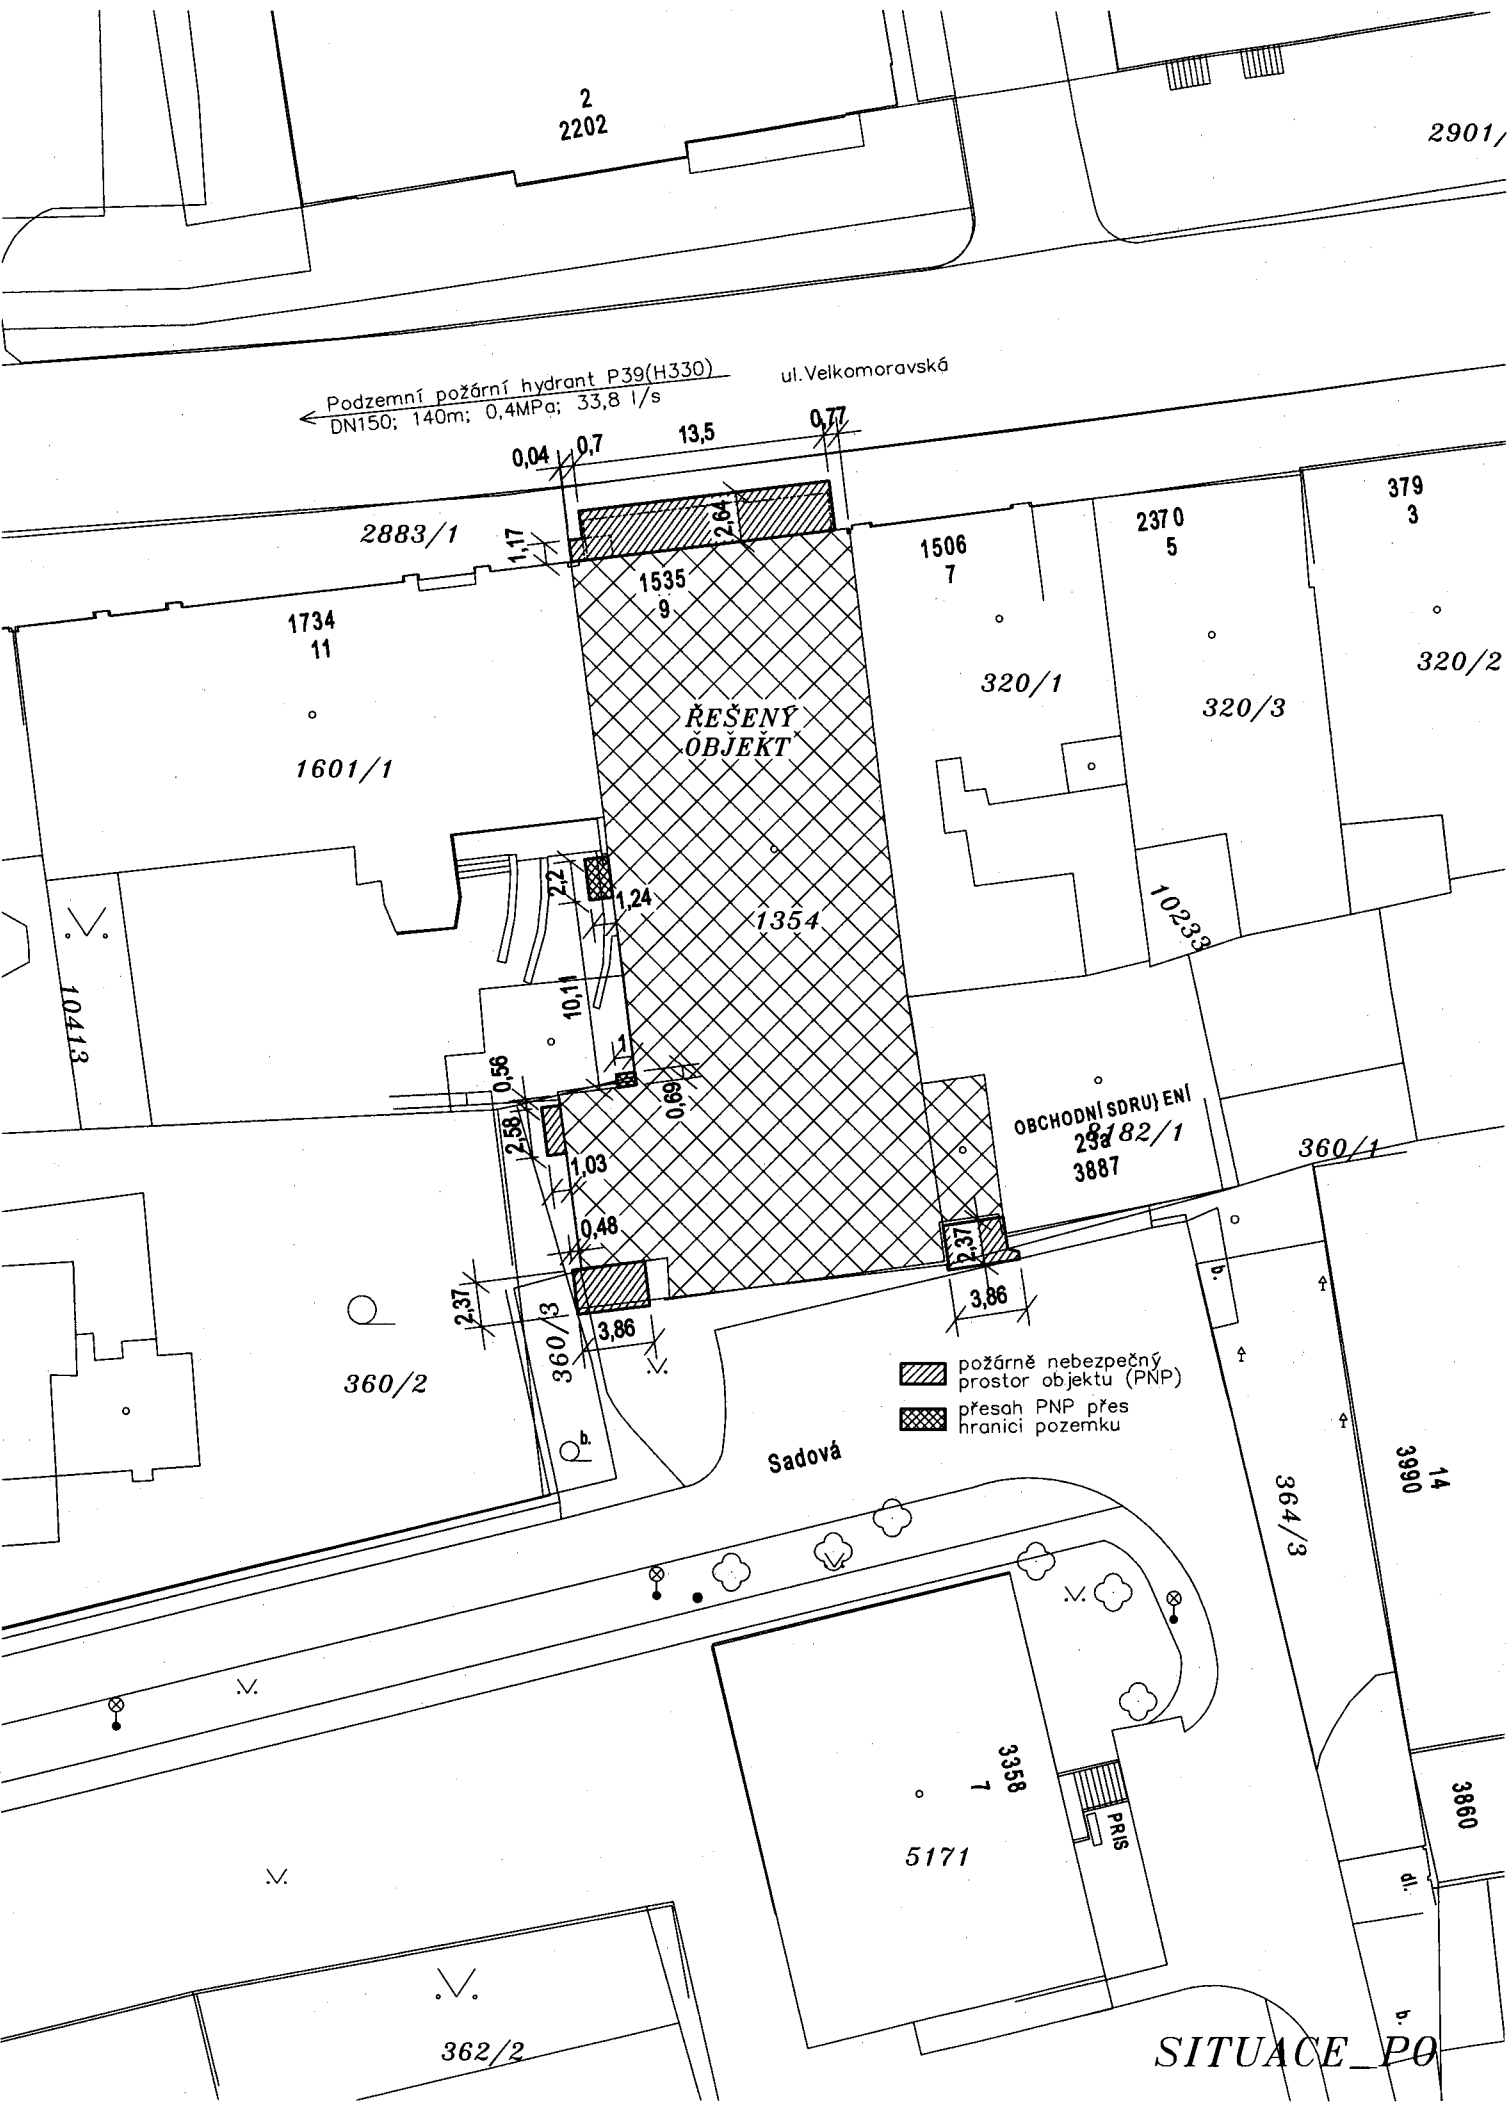 2
2202
2901/
Podzemní požární hydrant P39(H330)
DN150; 140m; 0,4MPa; 33,8 l/s
ul.Velkomoravská
0,04
0,7
13,5
0,77
2883/1
1,17
2,64
1535
9
1506
7
2370
5
379
3
1734
11
320/1
320/3
320/2
ŘEŠENÝ
OBJEKT
1601/1
2,2
1,24
1354
10233
10,11
10413
1
0,56
0,69
2,58
1,03
OBCHODNÍ SDRU} ENÍ
29a
8182/1
3887
360/1
0,48
2,37
2,37
3,86
3,86
360/3
360/2
b.
b.
požárně nebezpečný
prostor objektu (PNP)
přesah PNP přes
hranici pozemku
Sadová
364/3
14
3990
3358
7
PRIS
5171
3860
dl.
b.
362/2
SITUACE_PO